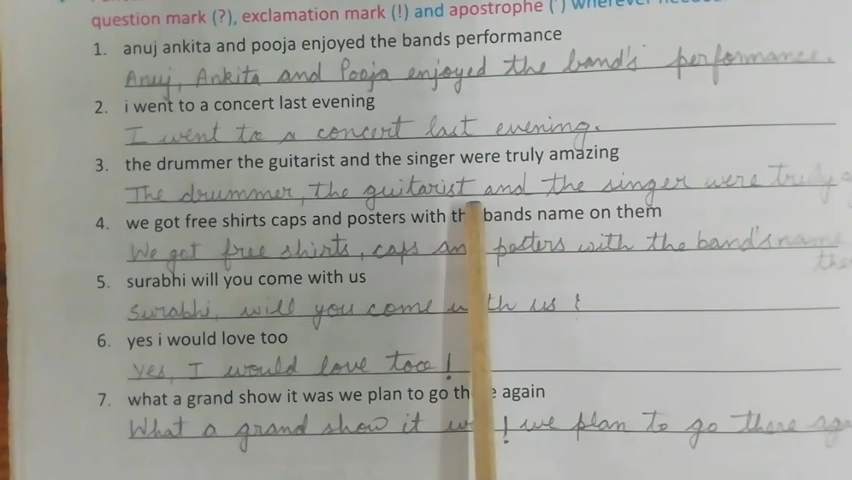 question mark (?), exclamation mark (!) and apostrophe (') wherever
1. anuj ankita and pooja enjoyed the bands performance
Anuj, Ankita and Pooja enjoyed the band's performance.
2. i went to a concert last evening
I went to a concert last evening.
3. the drummer the guitarist and the singer were truly amazing
The drummer, the guitarist and the singer were truly
4. we got free shirts caps and posters with th bands name on them
We got free shirts, caps an posters with the band's name
the
5. surabhi will you come with us
Surabhi, will you come w th us ?
6. yes i would love too
Yes, I would love too!
7. what a grand show it was we plan to go th e again
What a grand show it w ! we plan to go there aga